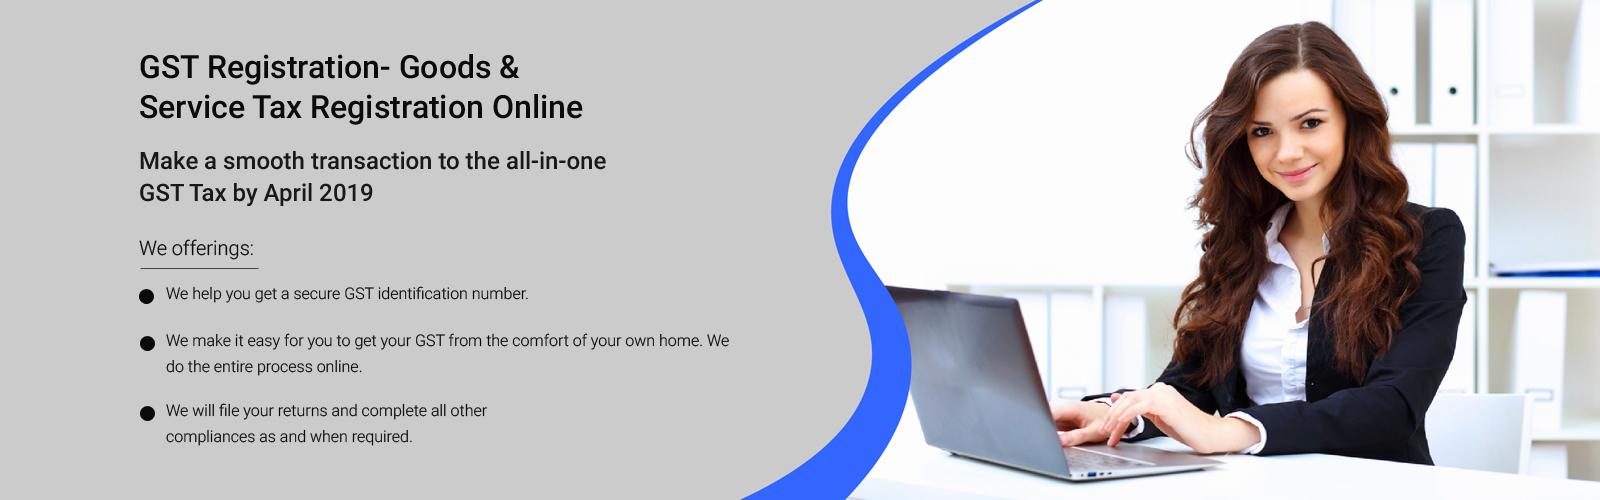 GST Registration- Goods &
Service Tax Registration Online
Make a smooth transaction to the all-in-one
GST Tax by April 2019
We offerings:
We help you get a secure GST identification number.
We make it easy for you to get your GST from the comfort of your own home. We
do the entire process online.
We will file your returns and complete all other
compliances as and when required.